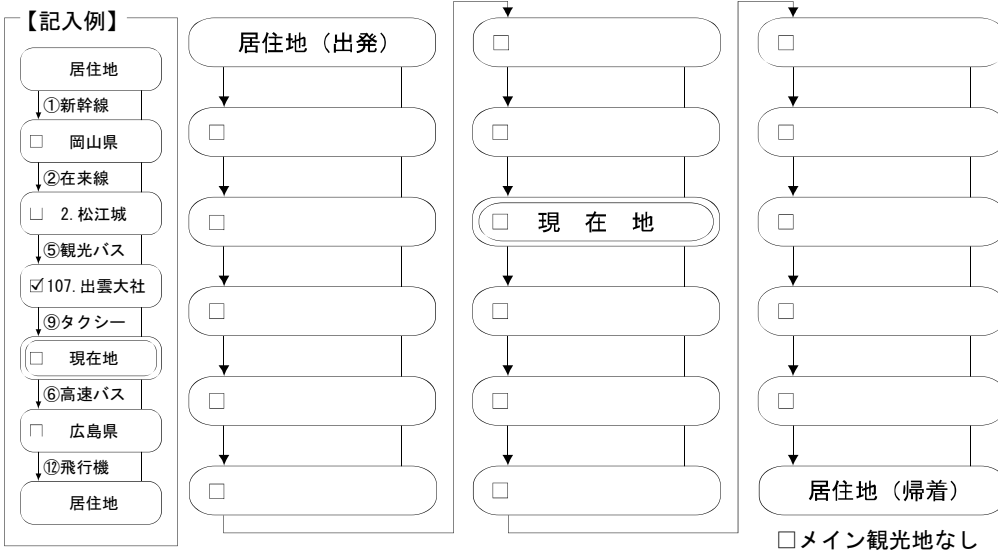 【記入例】
居住地
①新幹線
□ 岡山県
②在来線
□ 2.松江城
⑤観光バス
☑107.出雲大社
⑨タクシー
□ 現在地
⑥高速バス
□ 広島県
⑫飛行機
居住地
居住地（出発）
□
□
□
□
□
□
□
□ 現 在 地
□
□
□
□
□
□
□
□
居住地（帰着）
□メイン観光地なし